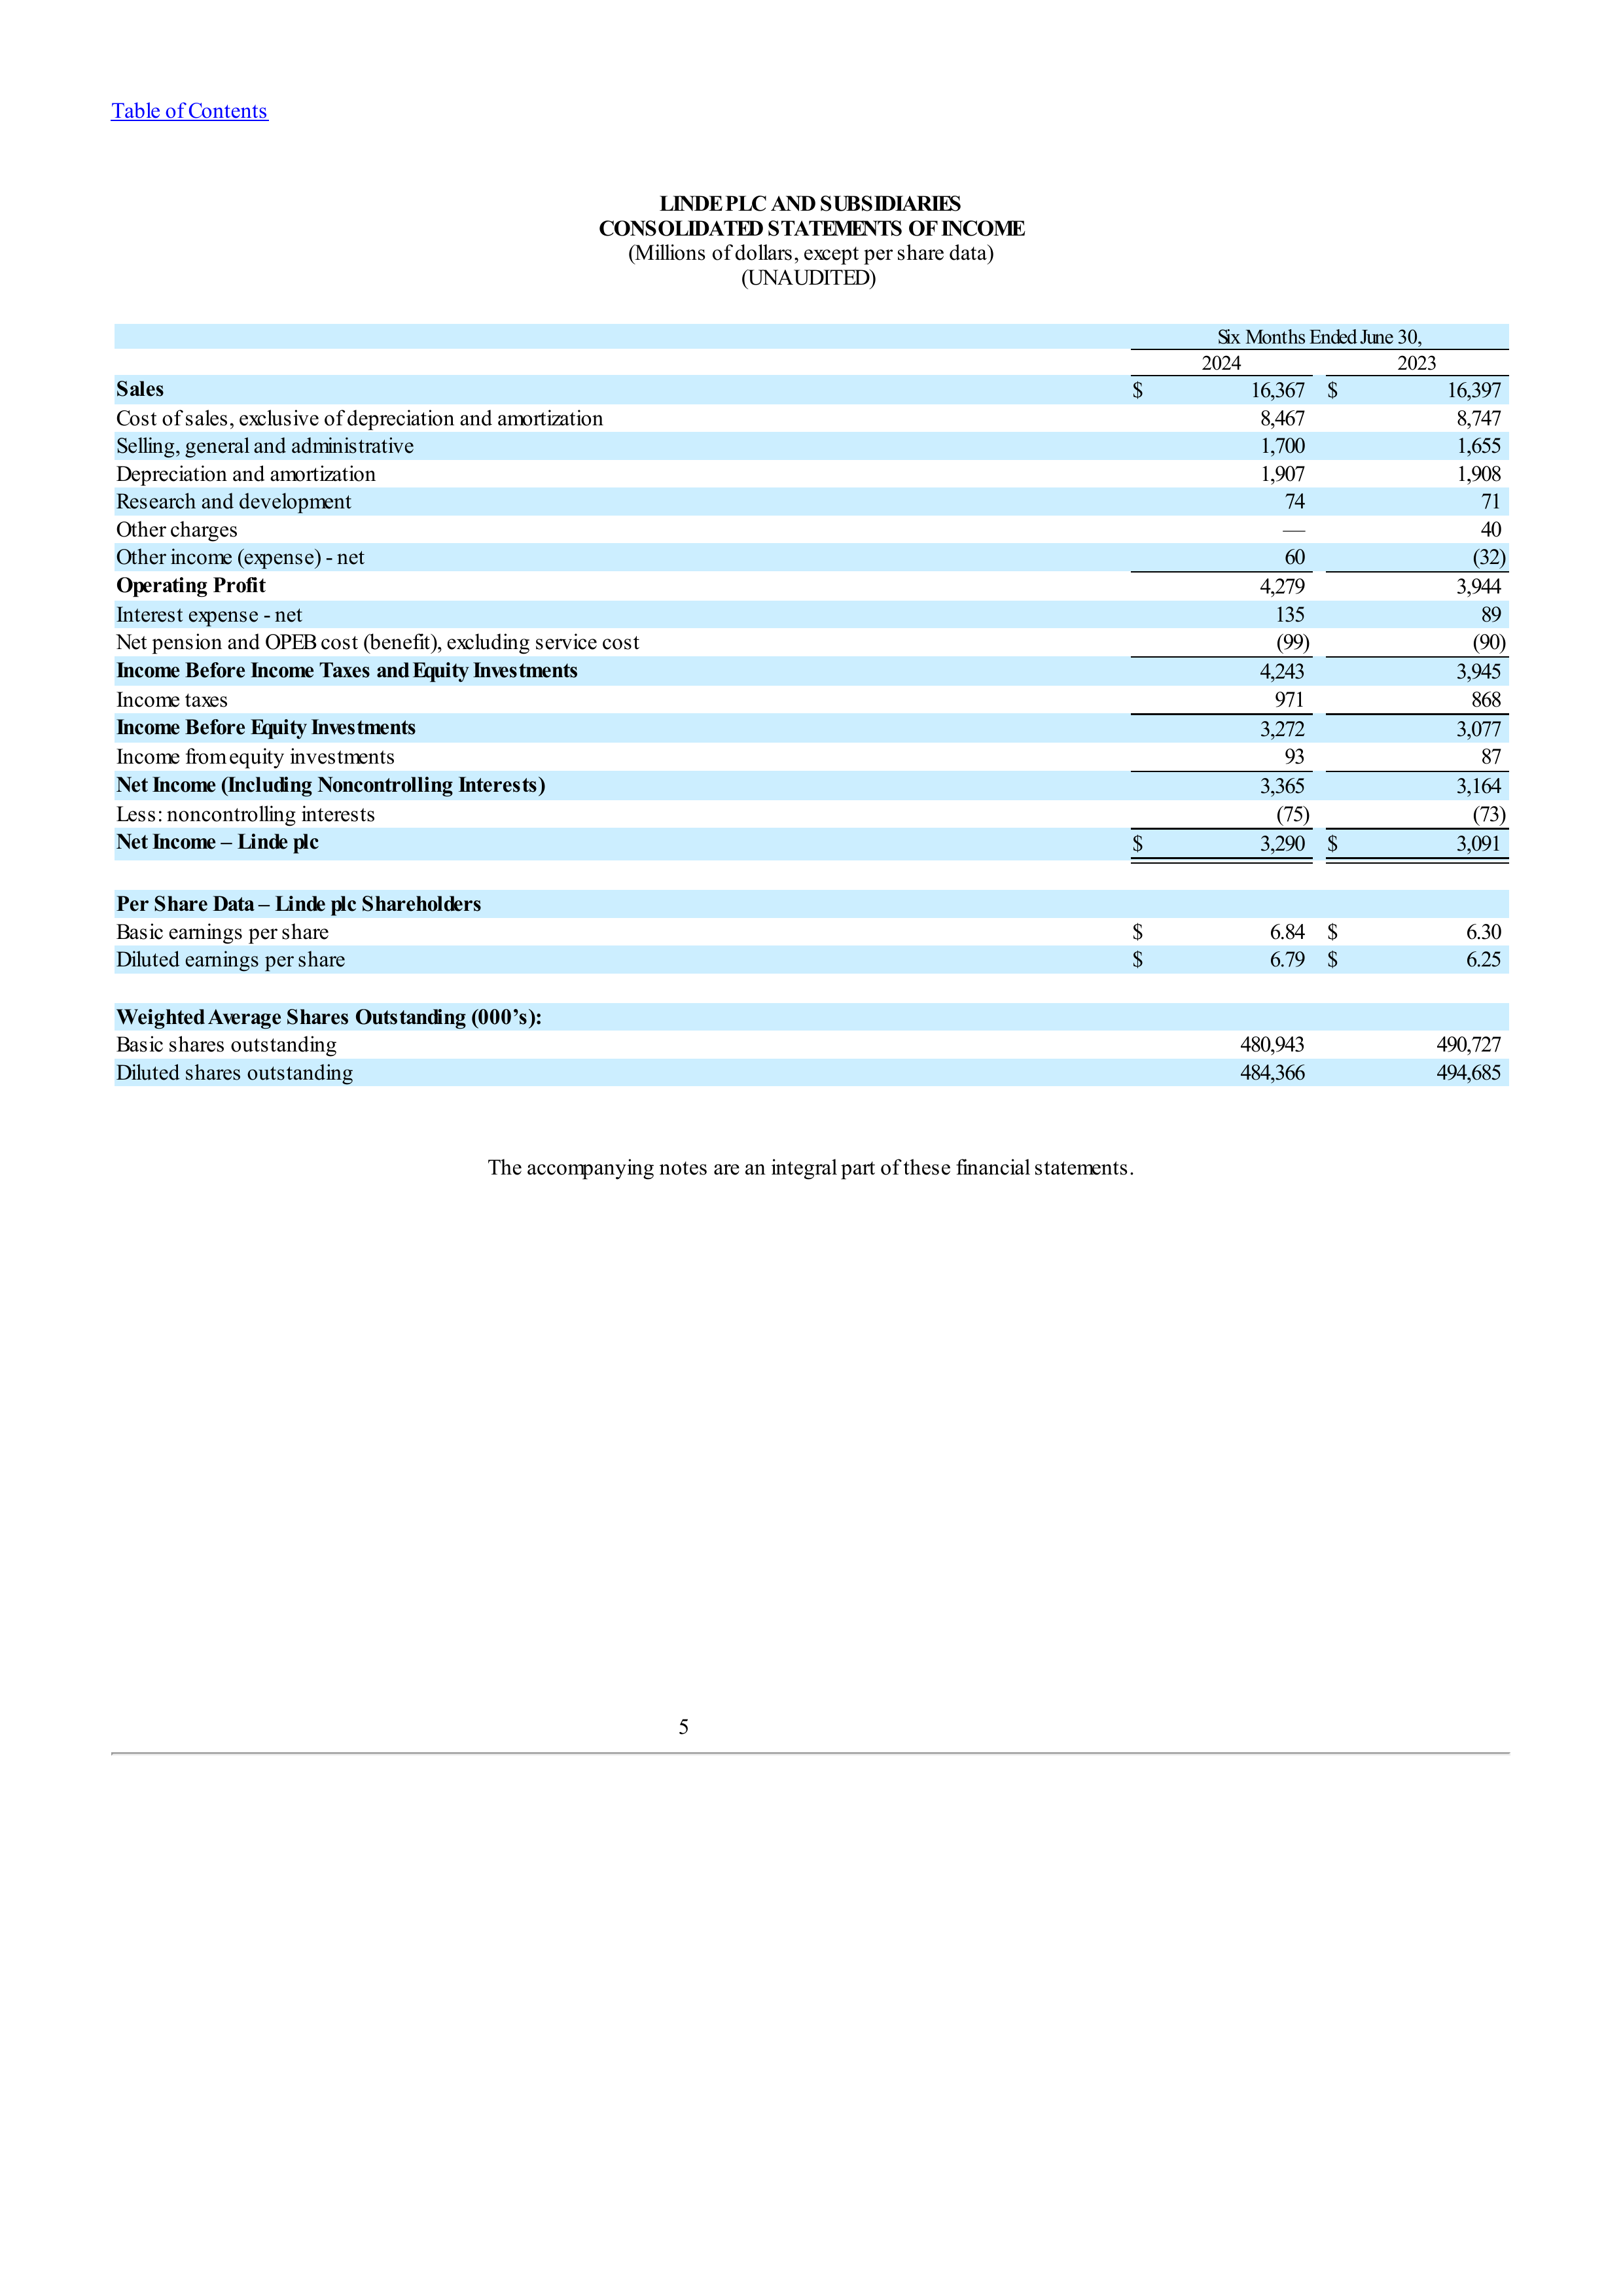 Table of Contents
LINDE PLC AND SUBSIDIARIES
CONSOLIDATED STATEMENTS OF INCOME
(Millions of dollars, except per share data)
(UNAUDITED)
Six Months Ended June 30,
2024 2023
Sales $ 16,367 $ 16,397
Cost of sales, exclusive of depreciation and amortization 8,467 8,747
Selling, general and administrative 1,700 1,655
Depreciation and amortization 1,907 1,908
Research and development 74 71
Other charges — 40
Other income (expense) - net 60 (32)
Operating Profit 4,279 3,944
Interest expense - net 135 89
Net pension and OPEB cost (benefit), excluding service cost (99) (90)
Income Before Income Taxes and Equity Investments 4,243 3,945
Income taxes 971 868
Income Before Equity Investments 3,272 3,077
Income from equity investments 93 87
Net Income (Including Noncontrolling Interests) 3,365 3,164
Less: noncontrolling interests (75) (73)
Net Income – Linde plc $ 3,290 $ 3,091
Per Share Data – Linde plc Shareholders
Basic earnings per share $ 6.84 $ 6.30
Diluted earnings per share $ 6.79 $ 6.25
Weighted Average Shares Outstanding (000’s):
Basic shares outstanding 480,943 490,727
Diluted shares outstanding 484,366 494,685
The accompanying notes are an integral part of these financial statements.
5